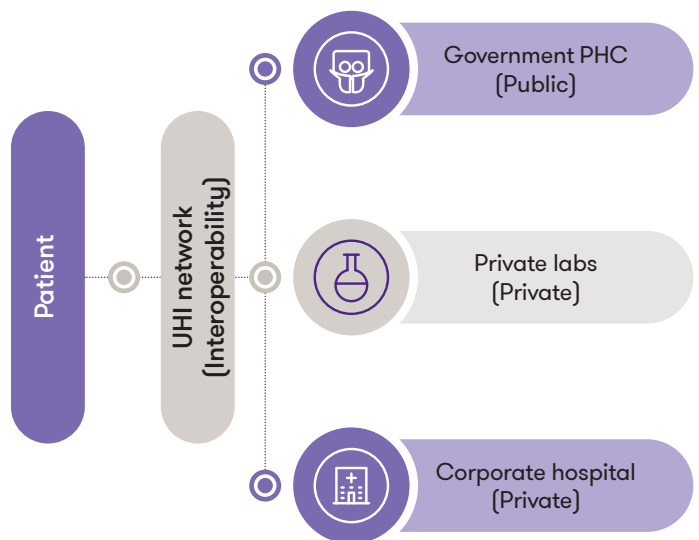 Patient
UHI network
(Interoperability)
Government PHC
(Public)
Private labs
(Private)
Corporate hospital
(Private)